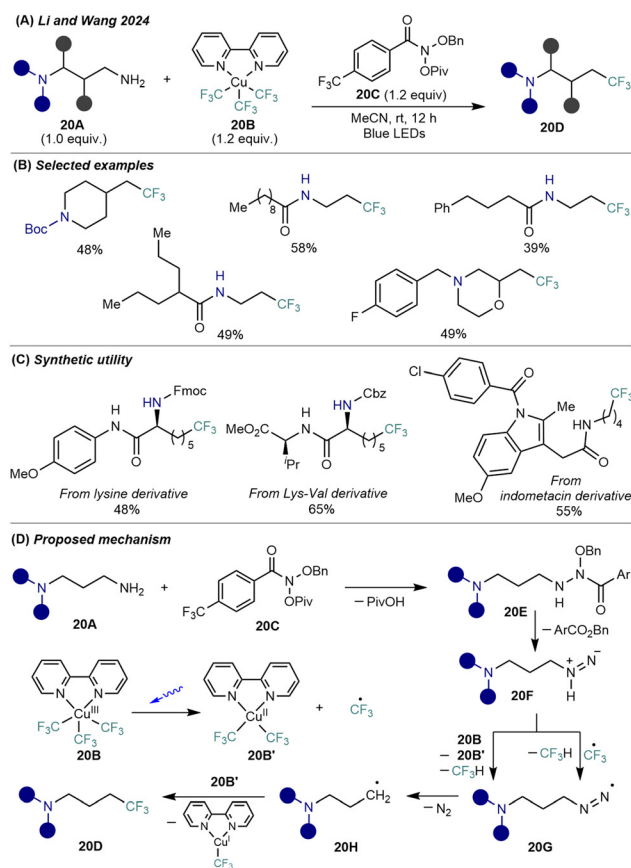 (A) Li and Wang 2024
N
NH2
20A
(1.0 equiv.)
+
N N
Cu
F3C CF3
CF3
20B
(1.2 equiv.)
O
N OBn
OPiv
F3C
20C (1.2 equiv)
MeCN, rt, 12 h
Blue LEDs
N
CF3
20D
(B) Selected examples
CF3
N
Boc
48%
Me ( )8 O H N CF3
58%
Ph O H N CF3
39%
Me
Me
O
H
N
CF3
49%
F
N
O
CF3
49%
(C) Synthetic utility
MeO
H
N
O
HN Fmoc
( )5 CF3
From lysine derivative
48%
MeO2C
iPr
H
N
O
HN Cbz
( )5 CF3
From Lys-Val derivative
65%
Cl
O
N
Me
MeO
O
HN
( )4
CF3
From
indometacin derivative
55%
(D) Proposed mechanism
N NH2
20A
+
O
N OBn
OPiv
F3C
20C
– PivOH
OBn
N N Ar
H O
20E
– ArCO2Bn
N
N+ N–
H
20F
N N
CuIII
F3C CF3
CF3
20B
N N
CuII
F3C CF3
20B'
+ •CF3
20B
– 20B'
– CF3H
– CF3H
•CF3
N
N N•
20G
– N2
N
•CH2
20H
20B'
–
N N
CuI
CF3
N
CF3
20D